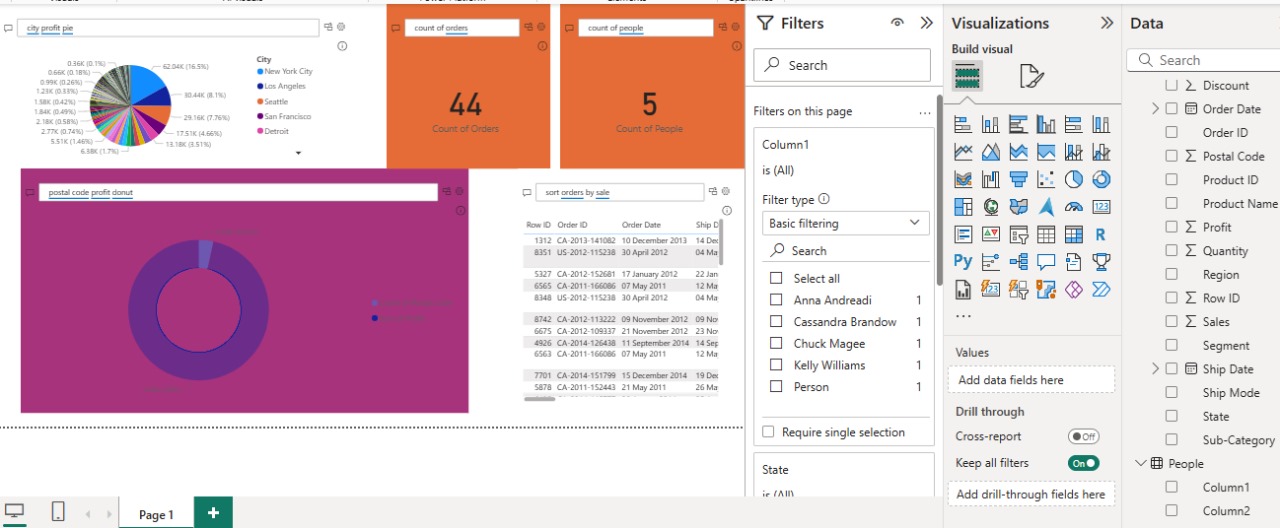 city profit pie
0.36K (0.1%)
0.66K (0.18%)
0.99K (0.26%)
1.23K (0.33%)
1.58K (0.42%)
1.84K (0.49%)
2.18K (0.58%)
2.77K (0.74%)
5.51K (1.46%)
6.38K (1.7%)
62.04K (16.5%)
30.44K (8.1%)
29.16K (7.76%)
17.51K (4.66%)
13.18K (3.51%)
City
New York City
Los Angeles
Seattle
San Francisco
Detroit
count of orders
44
Count of Orders
count of people
5
Count of People
postal code profit donut
sort orders by sale
Row ID Order ID Order Date Ship D
1312 CA-2013-141082 10 December 2013 14 Dec
8351 US-2012-115238 30 April 2012 04 Ma
5327 CA-2012-152681 17 January 2012 22 Jan
6565 CA-2011-166086 07 May 2011 12 Ma
8348 US-2012-115238 30 April 2012 04 Ma
8742 CA-2012-113222 09 November 2012 09 Nov
6675 CA-2012-109337 21 November 2012 23 Nov
4926 CA-2014-126438 11 September 2014 14 Sep
6563 CA-2011-166086 07 May 2011 12 Ma
7701 CA-2014-151799 15 December 2014 19 Dec
5878 CA-2011-152443 21 May 2011 26 Ma
Page 1
Filters
Search
Filters on this page
...
Column1
is (All)
Filter type
Basic filtering
Search
Select all
Anna Andreadi 1
Cassandra Brandow 1
Chuck Magee 1
Kelly Williams 1
Person 1
Require single selection
State
is (All)
Visualizations
Build visual
123
R
Py
123
...
Values
Add data fields here
Drill through
Cross-report
Off
Keep all filters
On
Add drill-through fields here
Data
Search
Discount
Order Date
Order ID
Postal Code
Product ID
Product Name
Profit
Quantity
Region
Row ID
Sales
Segment
Ship Date
Ship Mode
State
Sub-Category
People
Column1
Column2